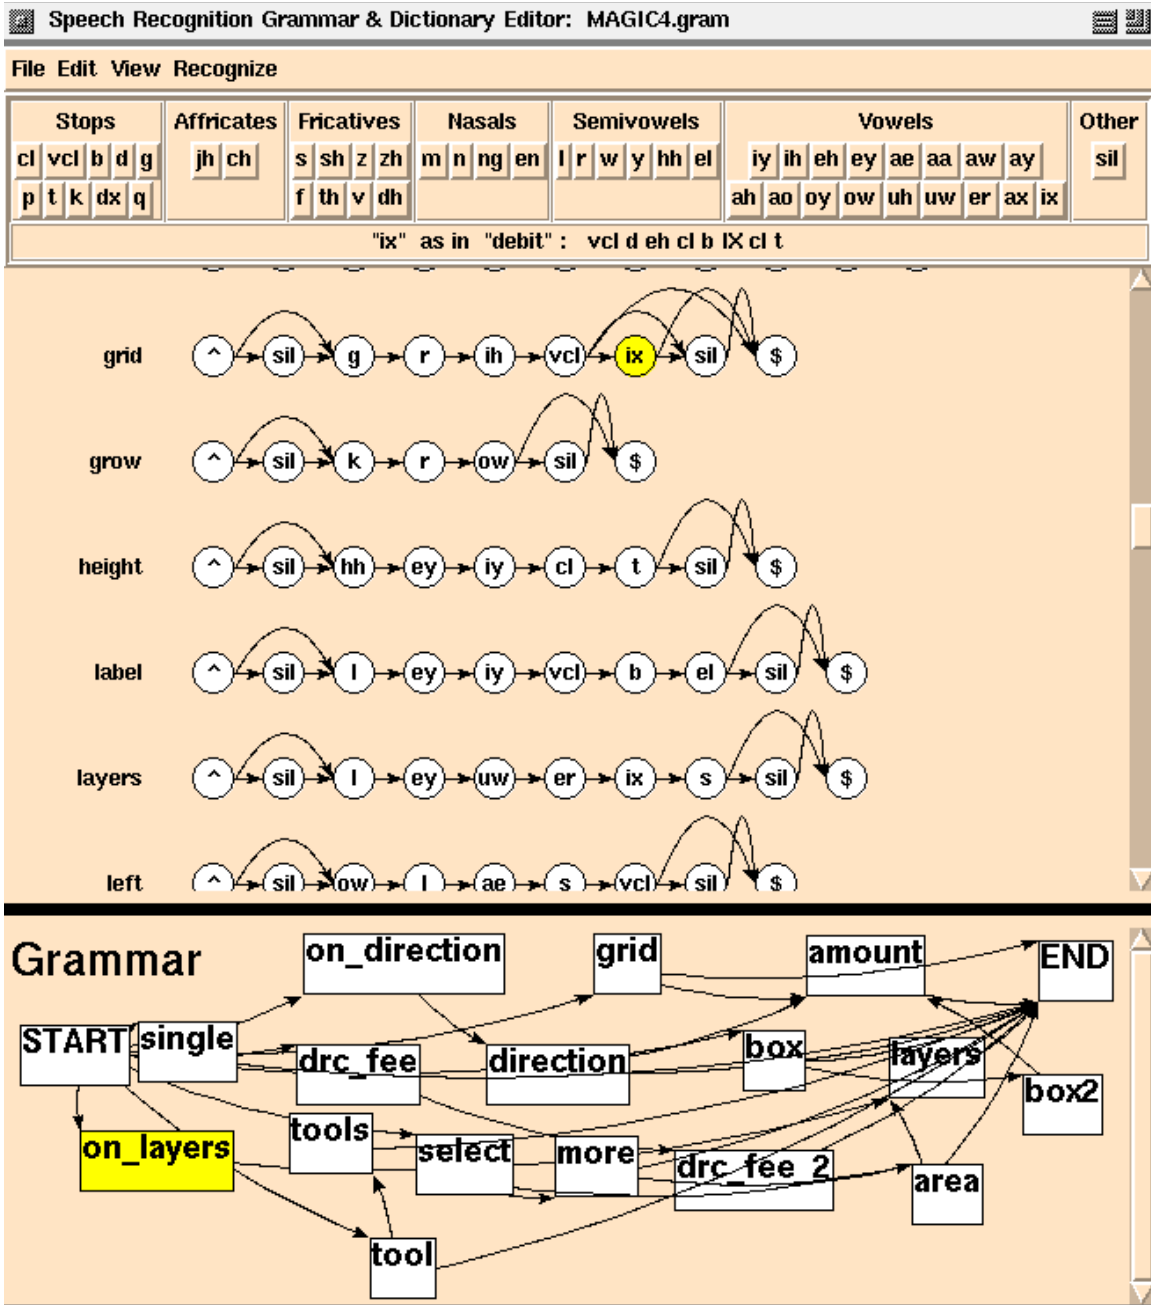 Speech Recognition Grammar & Dictionary Editor: MAGIC4.gram
File Edit View Recognize
Stops Affricates Fricatives Nasals Semivowels Vowels Other
cl vcl b d g jh ch s sh z zh m n ng en l r w y hh el iy ih eh ey ae aa aw ay sil
p t k dx q f th v dh ah ao oy ow uh uw er ax ix
"ix" as in "debit" : vcl d eh cl b IX cl t
grid ^ sil g r ih vcl ix sil $
grow ^ sil k r ow sil $
height ^ sil hh ey iy cl t sil $
label ^ sil l ey iy vcl b el sil $
layers ^ sil l ey uw er ix s sil $
left ^ sil ow l ae s vcl sil $
Grammar
on_direction grid amount END
START single drc_fee direction box layers box2
on_layers tools select more drc_fee_2 area
tool